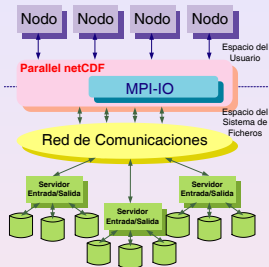 Nodo Nodo Nodo Nodo
Espacio del
Usuario
Parallel netCDF
MPI-IO
Espacio del
Sistema de
Ficheros
Red de Comunicaciones
Servidor
Entrada/Salida
Servidor
Entrada/Salida
Servidor
Entrada/Salida